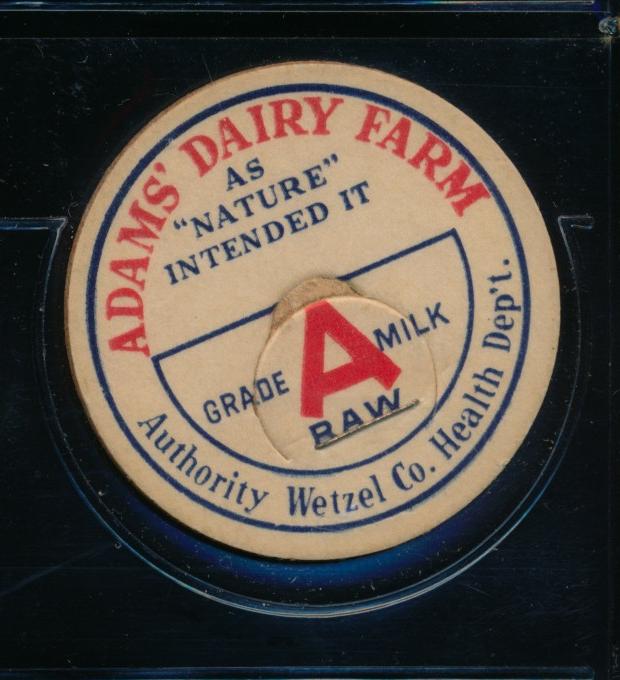 ADAMS' DAIRY FARM
AS
"NATURE"
INTENDED IT
GRADE A MILK
RAW
Authority Wetzel Co. Health Dep't.